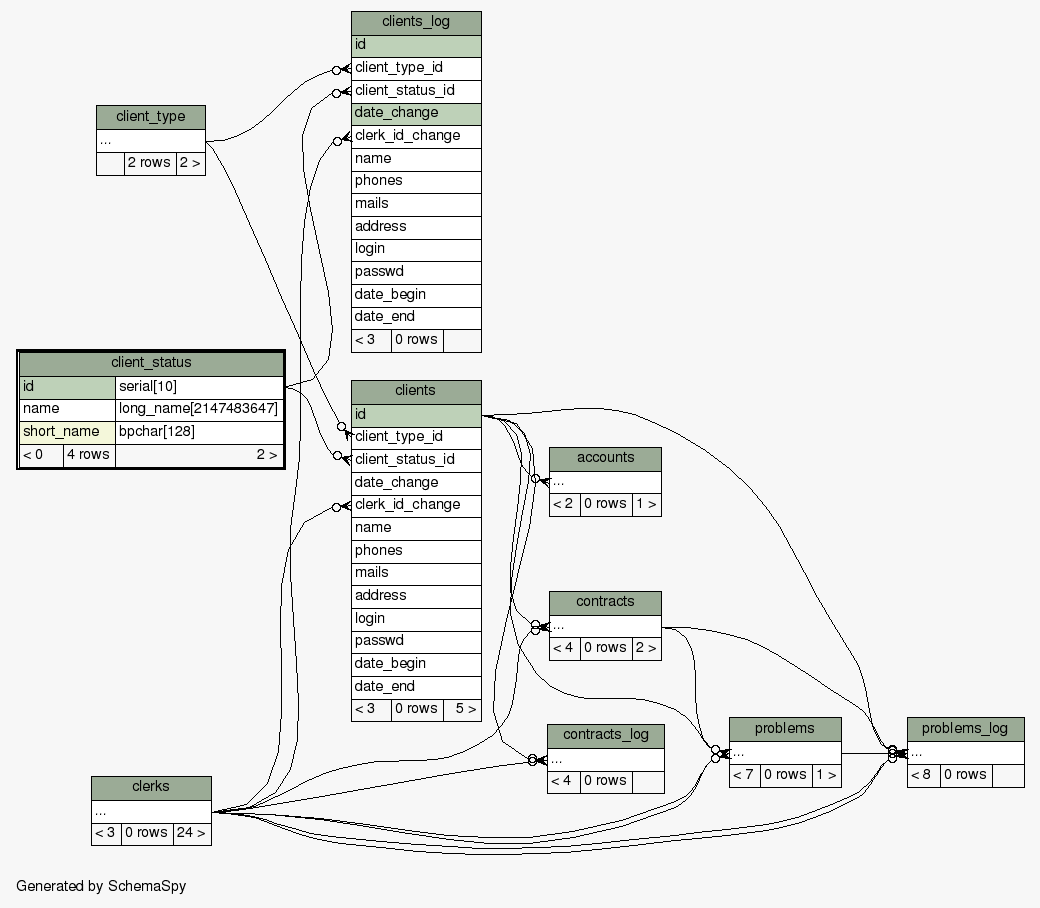 clients_log
id
client_type_id
client_status_id
date_change
clerk_id_change
name
phones
mails
address
login
passwd
date_begin
date_end
< 3 0 rows
client_type
...
2 rows 2 >
client_status
id serial[10]
name long_name[2147483647]
short_name bpchar[128]
< 0 4 rows 2 >
clients
id
client_type_id
client_status_id
date_change
clerk_id_change
name
phones
mails
address
login
passwd
date_begin
date_end
< 3 0 rows 5 >
accounts
...
< 2 0 rows 1 >
contracts
...
< 4 0 rows 2 >
contracts_log
...
< 4 0 rows
problems
...
< 7 0 rows 1 >
problems_log
...
< 8 0 rows
clerks
...
< 3 0 rows 24 >
Generated by SchemaSpy